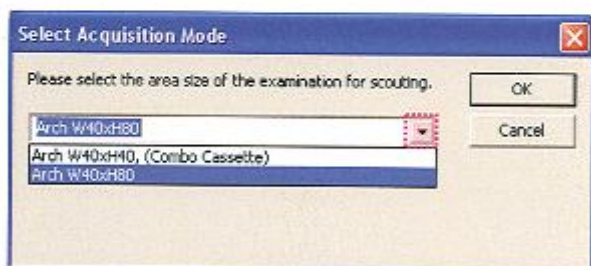 Select Acquisition Mode
Please select the area size of the examination for scouting.
OK
Arch W40xH80
Cancel
Arch W40xH40, (Combo Cassette)
Arch W40xH80